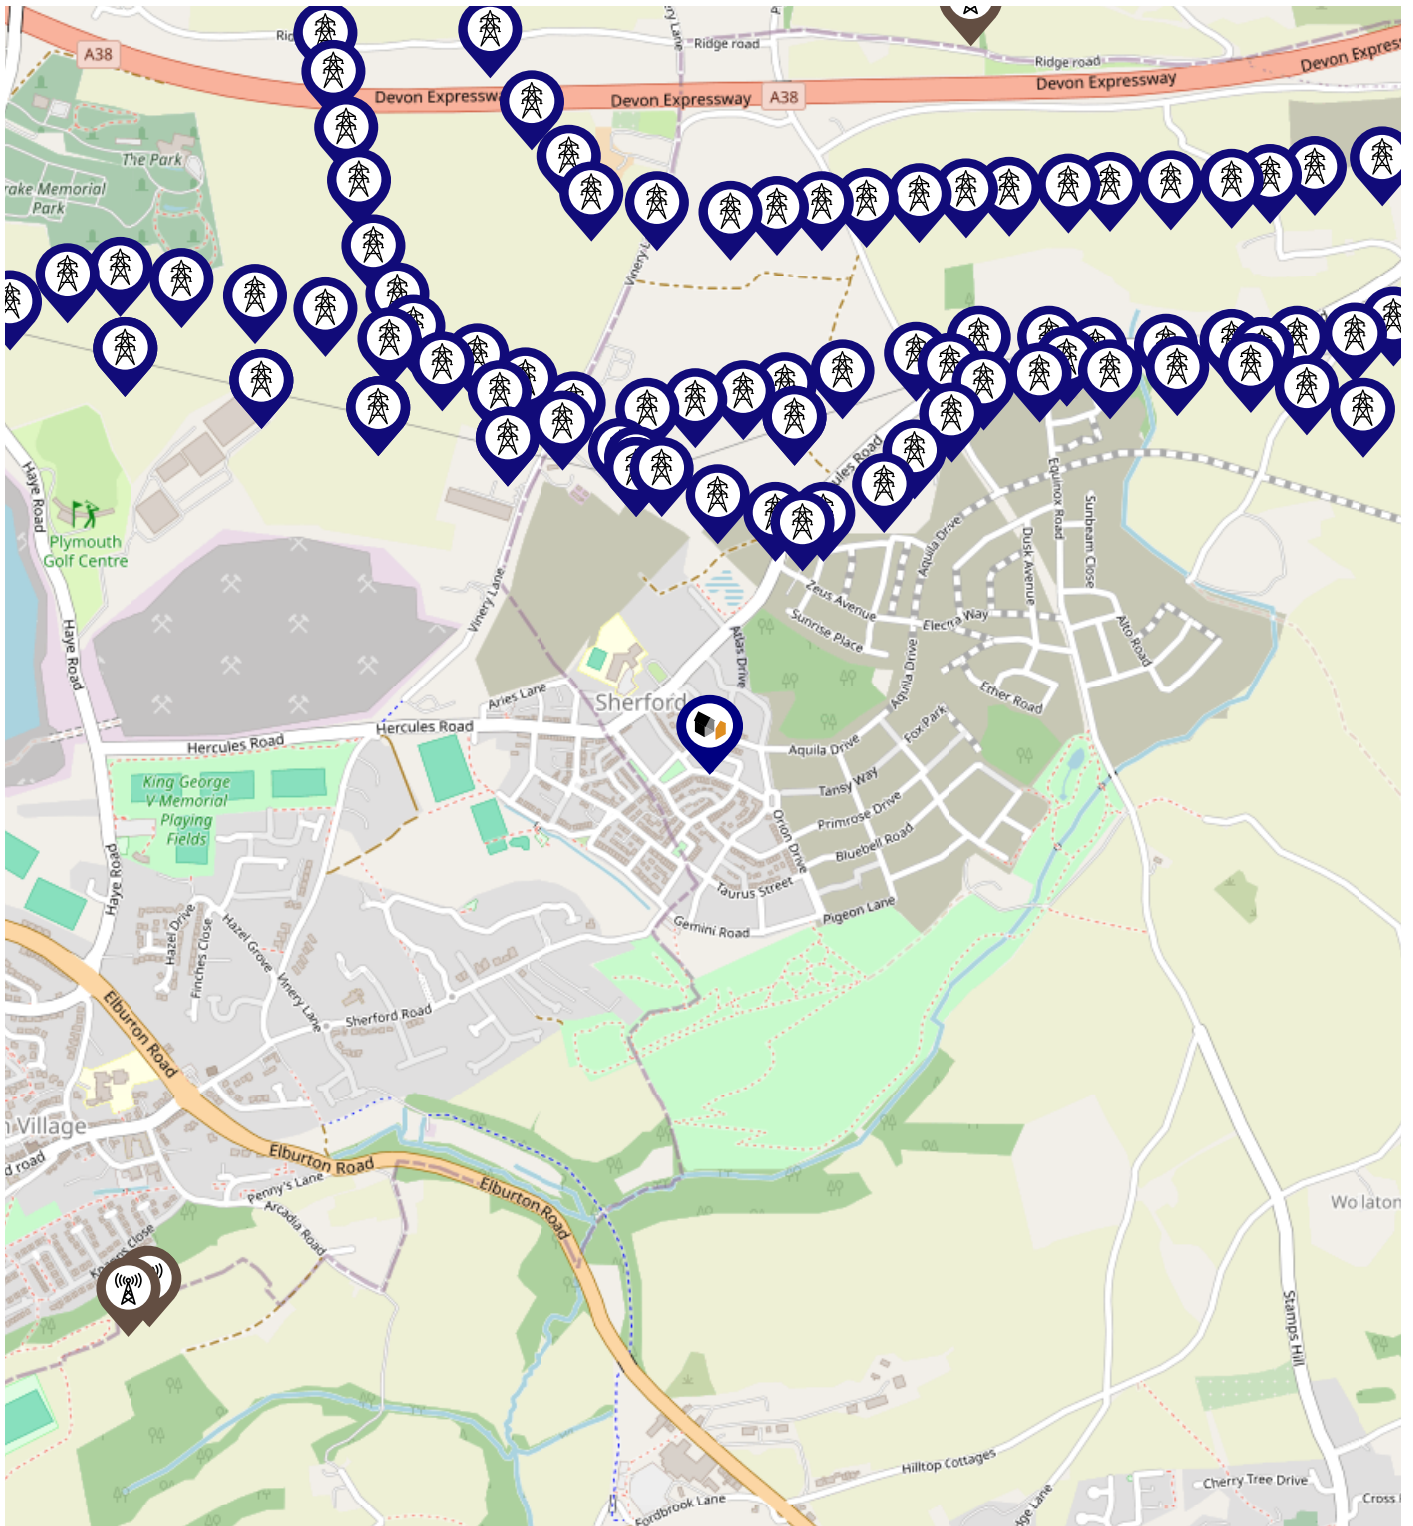 Ridge road
Ridge road
A38
Devon Expressway
A38
Devon Expressway
Devon Express
The Park
rake Memorial
Park
Vinery Lane
Haye Road
Plymouth
Golf Centre
Equinox Road
Sunbeam Close
Aquila Drive
Dusk Avenue
Zeus Avenue
Sunrise Place
Electra Way
Alto Road
Haye Road
Atlas Drive
Aquila Drive
Ether Road
Aries Lane
Sherford
Hercules Road
Hercules Road
Aquila Drive
Fox Park
King George
V Memorial
Playing
Fields
Tansy Way
Primrose Drive
Orion Drive
Bluebell Road
Haye Road
Taurus Street
Pigeon Lane
Gemini Road
Hazel Drive
Finches Close
Hazel Grove
Vinery Lane
Sherford Road
Elburton Road
n Village
d road
Elburton Road
Penny's Lane
Elburton Road
Arcadia Road
Wolaton
Stamps Hill
Hilltop Cottages
Cherry Tree Drive
Fordbrook Lane
Cross
dge Lane